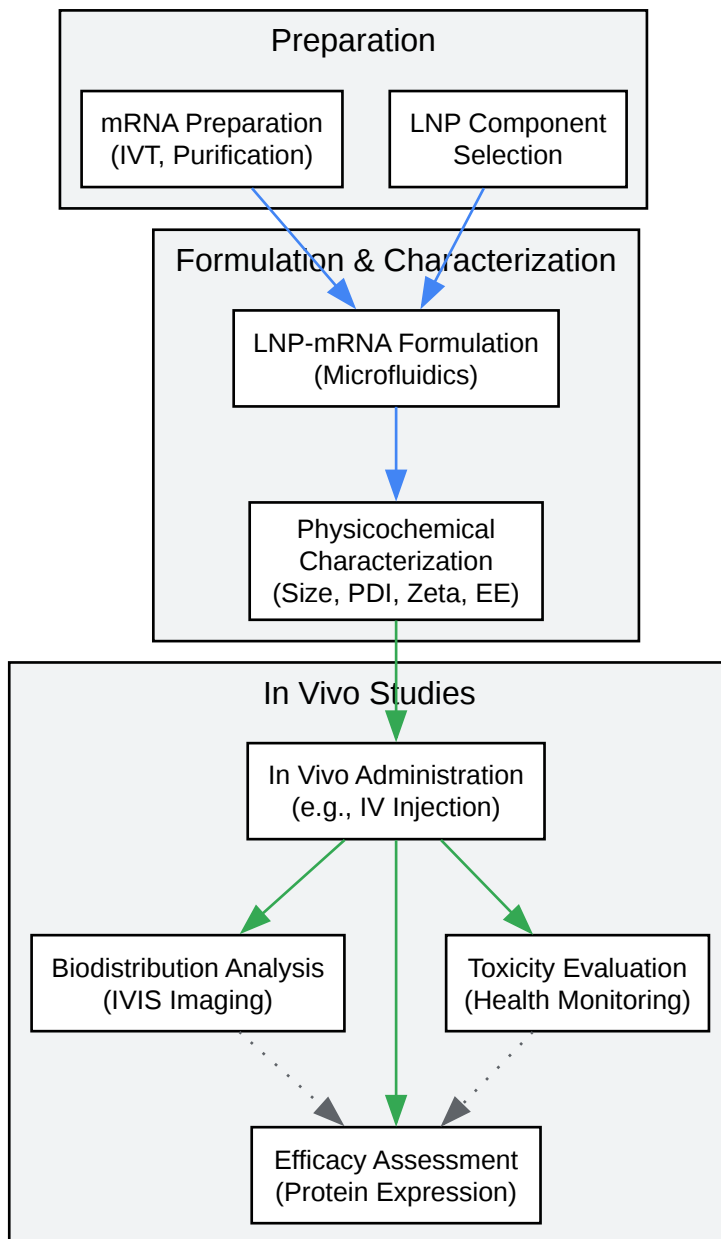 Preparation
mRNA Preparation
(IVT, Purification)
LNP Component
Selection
Formulation & Characterization
LNP-mRNA Formulation
(Microfluidics)
Physicochemical
Characterization
(Size, PDI, Zeta, EE)
In Vivo Studies
In Vivo Administration
(e.g., IV Injection)
Biodistribution Analysis
(IVIS Imaging)
Toxicity Evaluation
(Health Monitoring)
Efficacy Assessment
(Protein Expression)